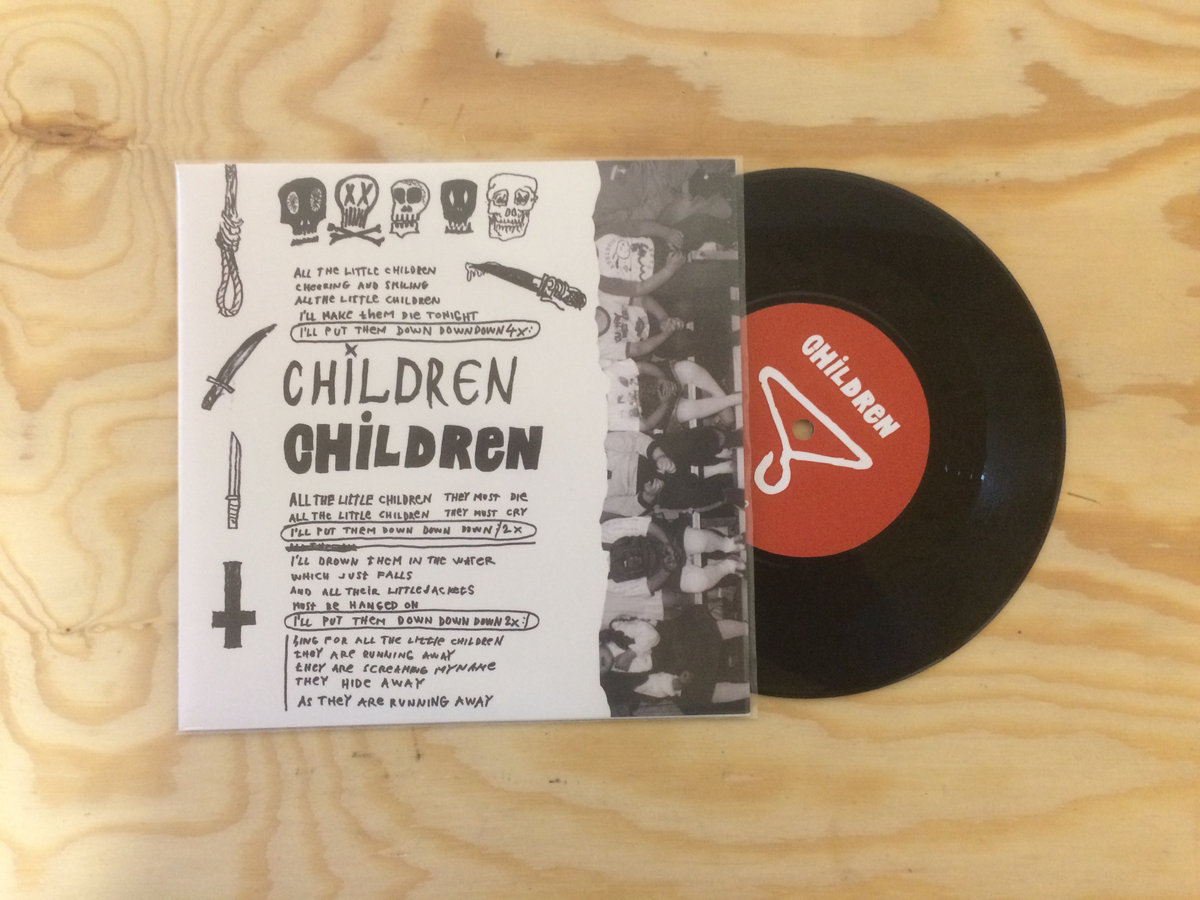 ALL THE LITTLE CHILDREN
CHEERING AND SMILING
ALL THE LITTLE CHILDREN
I'LL MAKE them DIE TONIGHT
I'LL PUT THEM DOWN DOWN DOWN 4x:
CHILDREN
CHiLDReN
ALL THE LITTLE CHILDREN THEY MUST DIE
ALL THE LITTLE CHILDREN THEY MUST CRY
I'LL PUT THEM DOWN DOWN DOWN / 2x
I'LL DROWN THEM IN THE WATER
WHICH JUST FALLS
AND ALL THEIR LITTLE JACKETS
MUST BE HANGED ON
I'LL PUT THEM DOWN DOWN DOWN 2x:
SING FOR ALL THE LITTLE CHILDREN
THEY ARE RUNNING AWAY
THEY ARE SCREAMING MY NAME
THEY HIDE AWAY
AS THEY ARE RUNNING AWAY
CHiLDReN